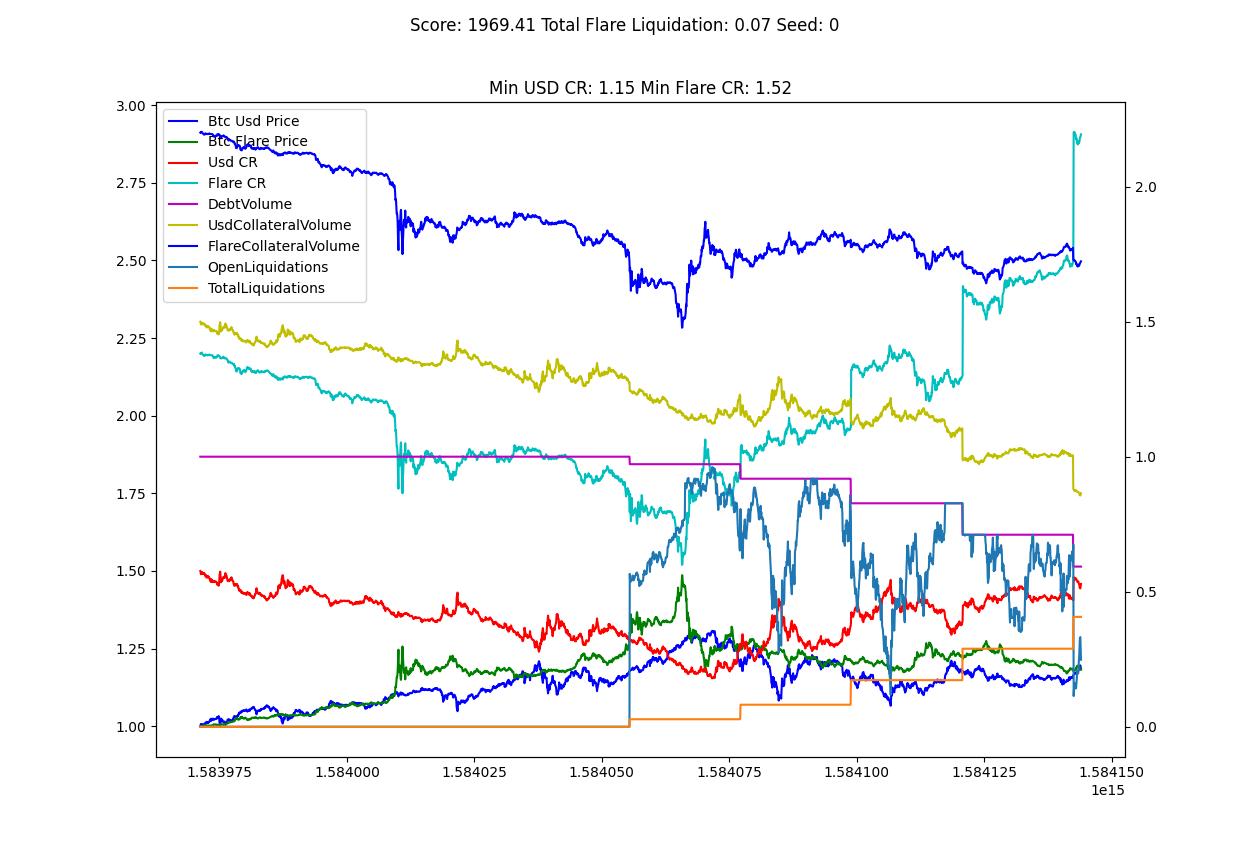 Score: 1969.41 Total Flare Liquidation: 0.07 Seed: 0
Min USD CR: 1.15 Min Flare CR: 1.52
3.00
2.75
2.50
2.25
2.00
1.75
1.50
1.25
1.00
Btc Usd Price
Btc Flare Price
Usd CR
Flare CR
DebtVolume
UsdCollateralVolume
FlareCollateralVolume
OpenLiquidations
TotalLiquidations
2.0
1.5
1.0
0.5
0.0
1.583975 1.584000 1.584025 1.584050 1.584075 1.584100 1.584125 1.584150
1e15